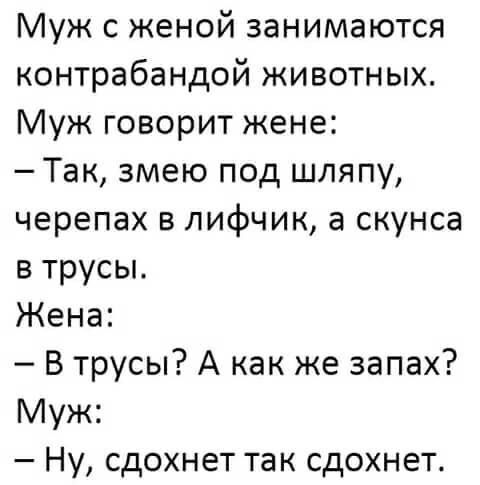 Муж с женой занимаются
контрабандой животных.
Муж говорит жене:
– Так, змею под шляпу,
черепах в лифчик, а скунса
в трусы.
Жена:
– В трусы? А как же запах?
Муж:
– Ну, сдохнет так сдохнет.